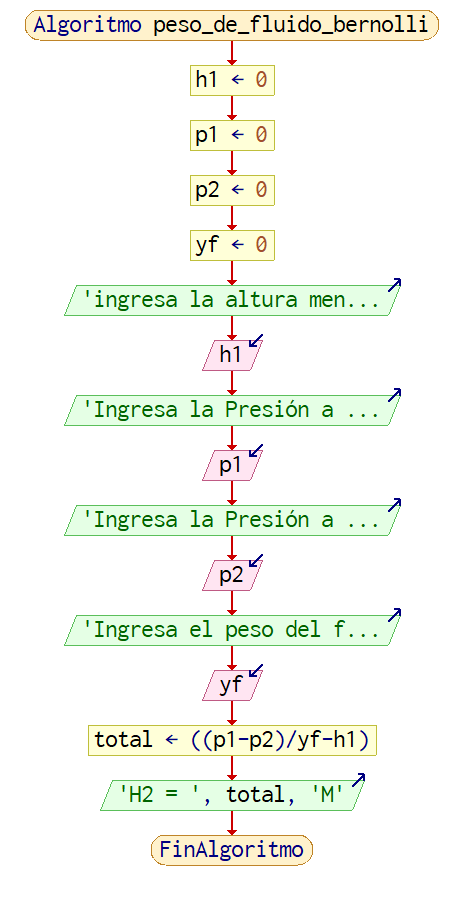 Algoritmo peso_de_fluido_bernolli
h1 ← 0
p1 ← 0
p2 ← 0
yf ← 0
'ingresa la altura men...
h1
'Ingresa la Presión a ...
p1
'Ingresa la Presión a ...
p2
'Ingresa el peso del f...
yf
total ← ((p1-p2)/yf-h1)
'H2 = ', total, 'M'
FinAlgoritmo